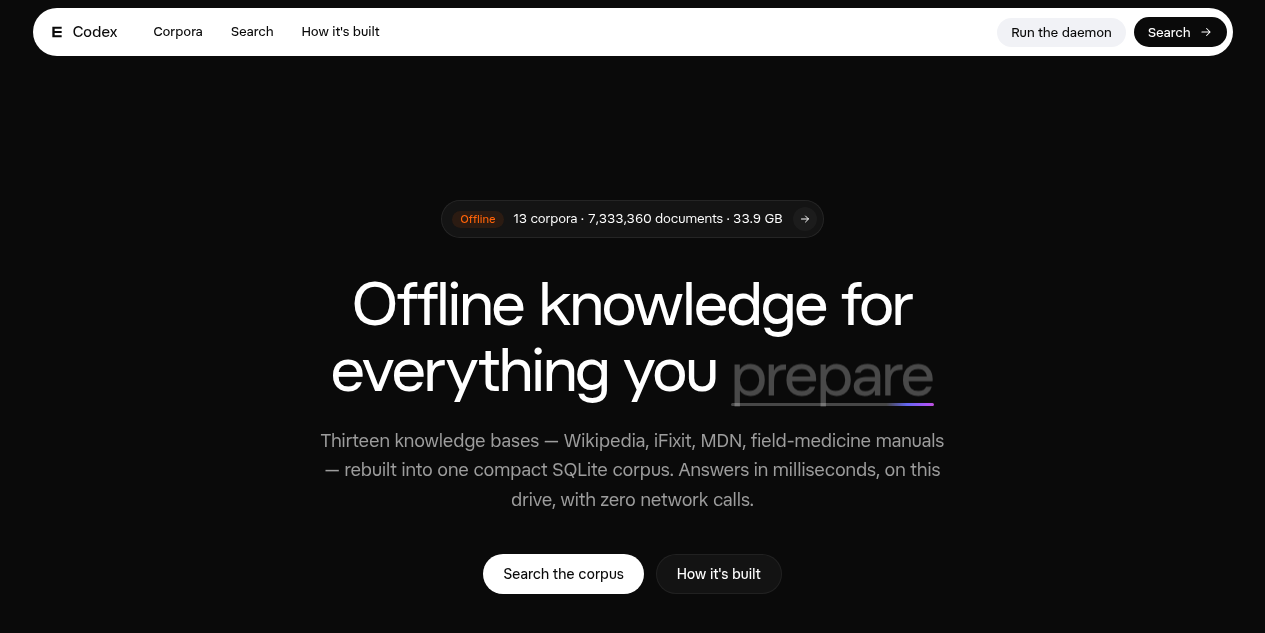 Codex
Corpora
Search
How it's built
Run the daemon
Search →
Offline 13 corpora · 7,333,360 documents · 33.9 GB →
Offline knowledge for
everything you prepare
Thirteen knowledge bases — Wikipedia, iFixit, MDN, field-medicine manuals
— rebuilt into one compact SQLite corpus. Answers in milliseconds, on this
drive, with zero network calls.
Search the corpus
How it's built